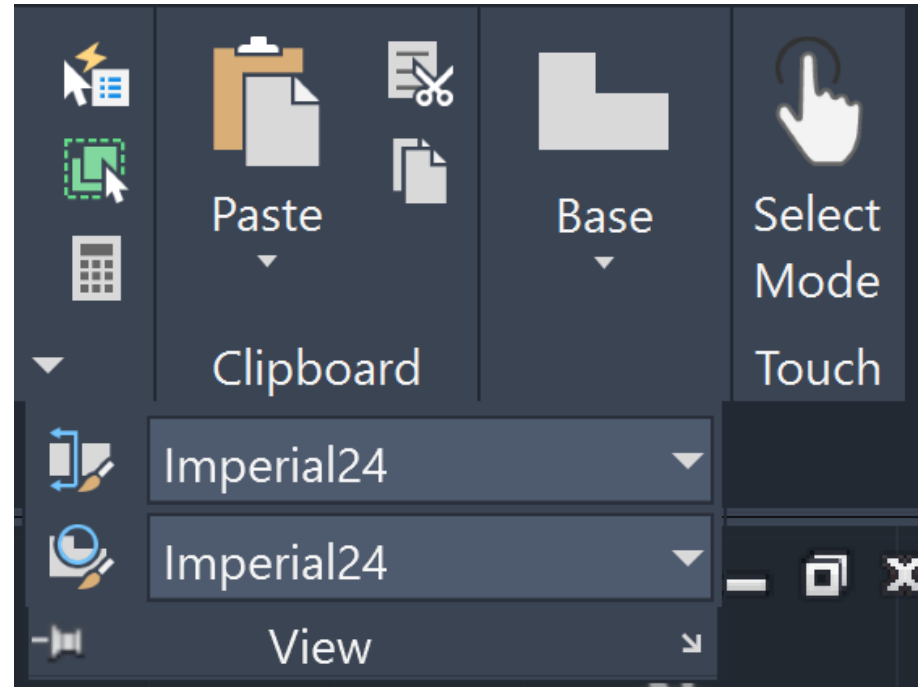 Paste
Base
Select
Mode
Clipboard
Touch
Imperial24
Imperial24
View